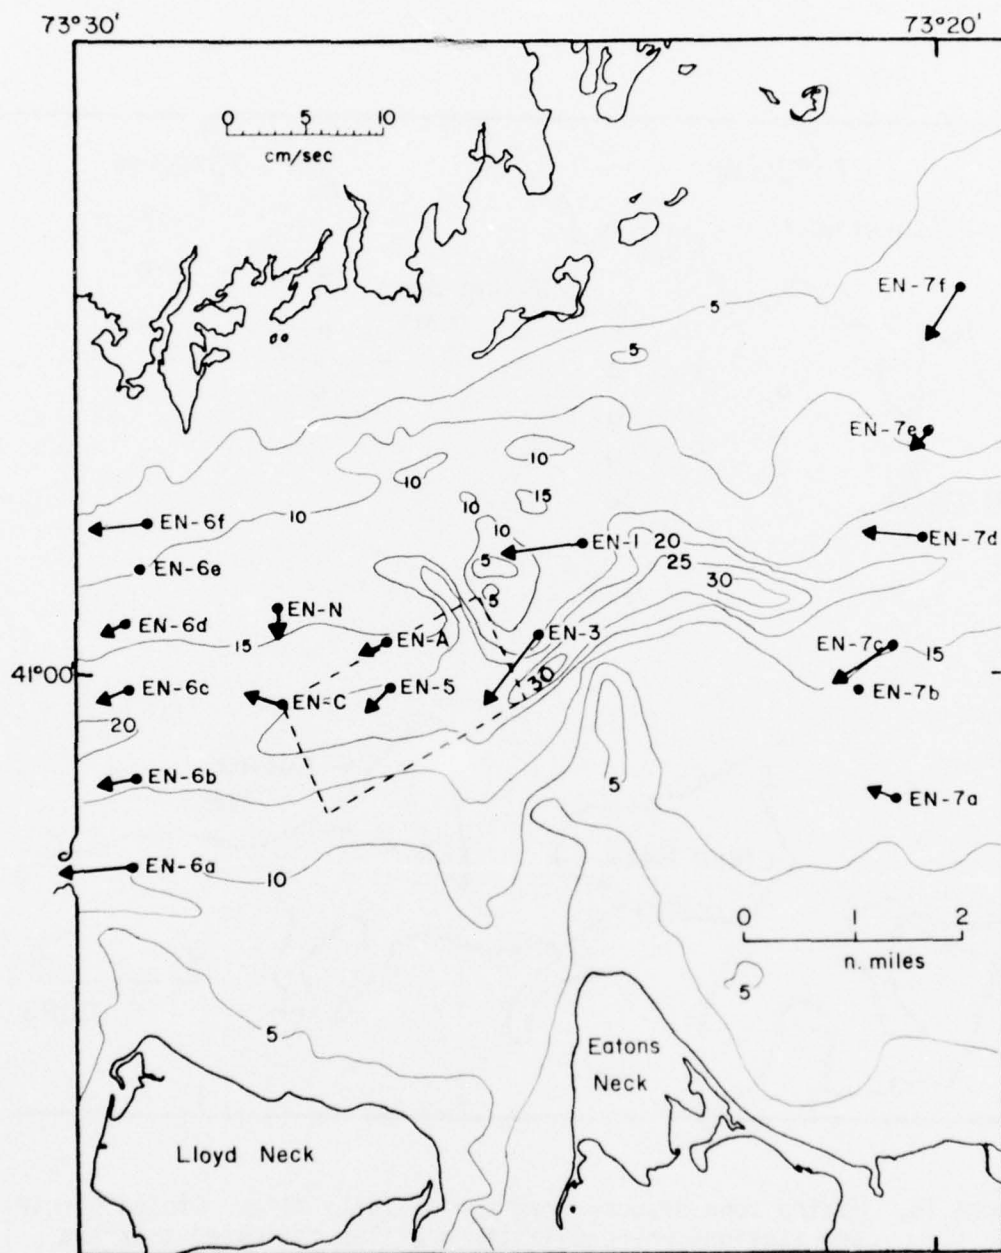 73°30'
73°20'
0 5 10
cm/sec
EN-7f
5
5
EN-7e
10
10
15
10
10
10
EN-6f
EN-1
20
EN-7d
25
EN-6e
5
30
5
EN-N
EN-6d
EN-3
15
EN-A
EN-7c
15
41°00'
30
EN-6c
EN-5
EN-7b
EN-C
20
EN-6b
5
EN-7a
EN-6a
10
0 1 2
n. miles
5
5
Eatons
Neck
Lloyd Neck